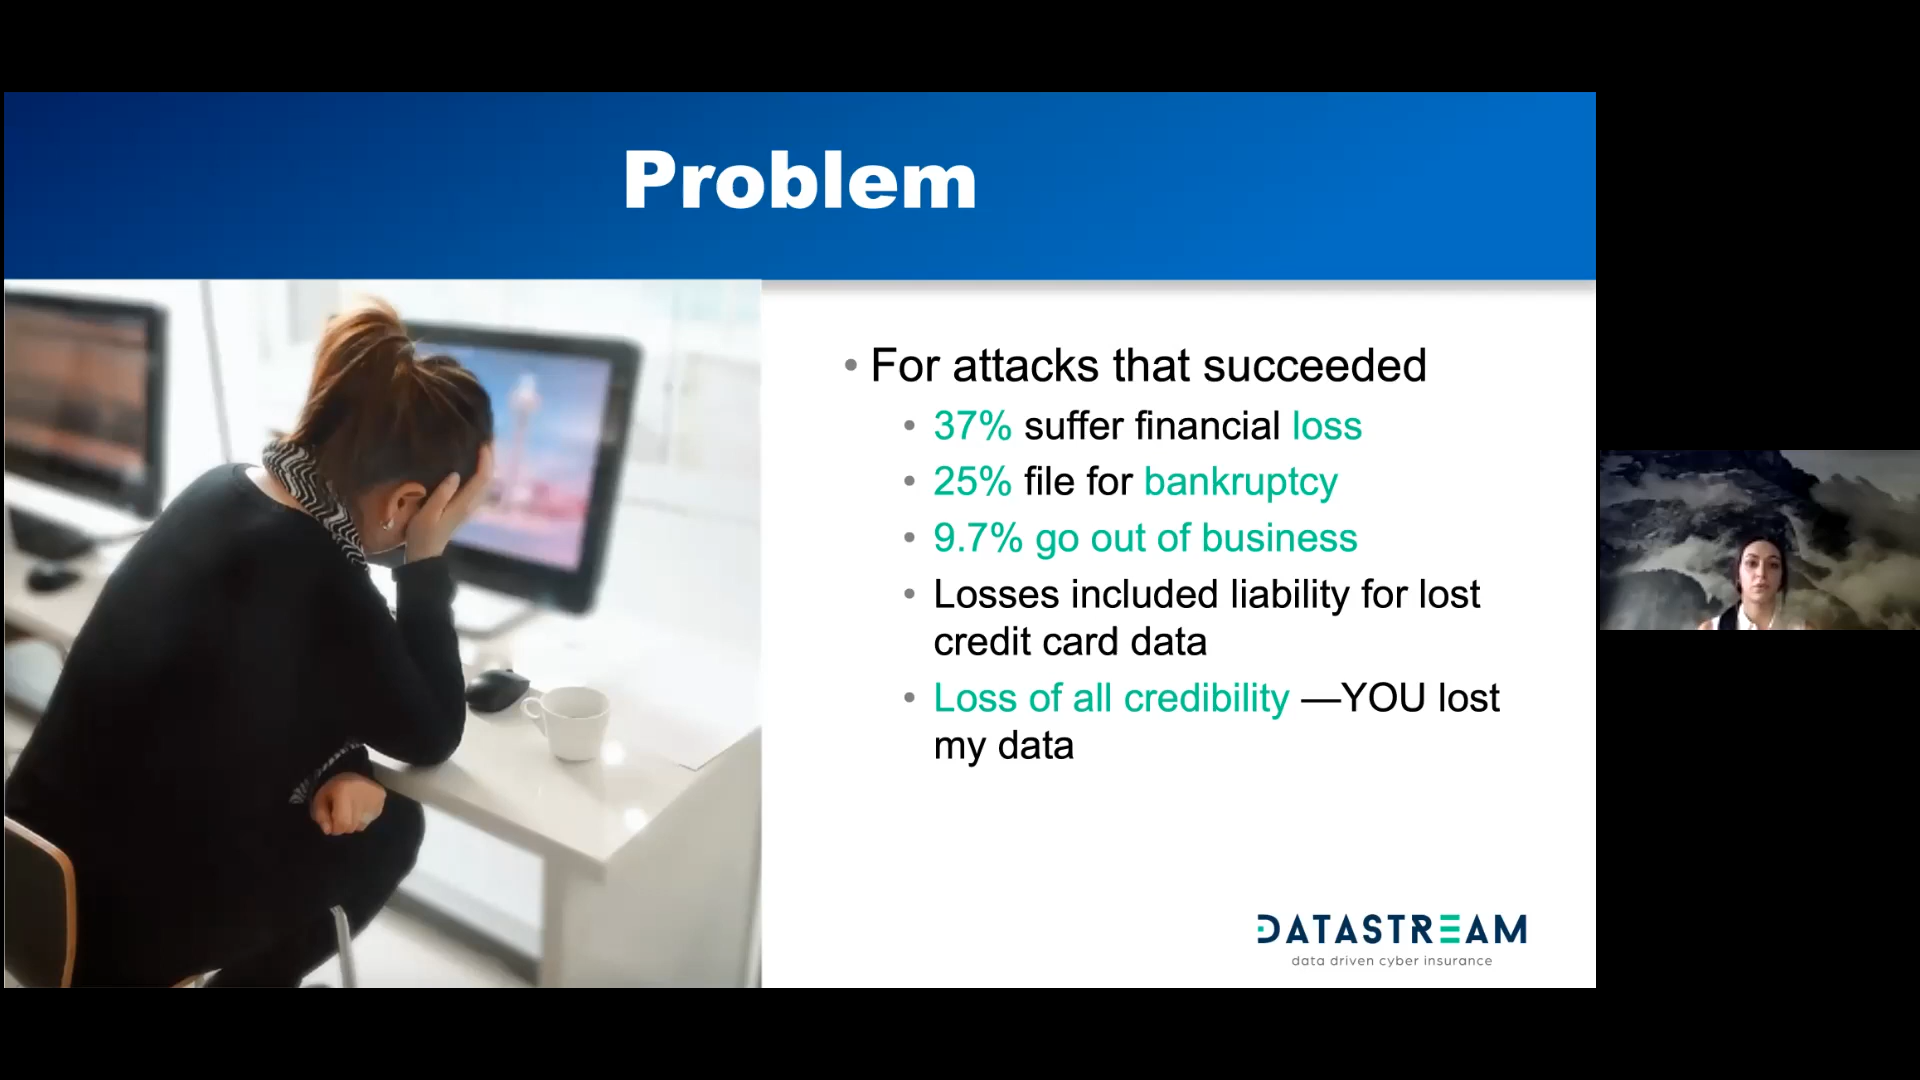 Problem
• For attacks that succeeded
• 37% suffer financial loss
• 25% file for bankruptcy
• 9.7% go out of business
• Losses included liability for lost
credit card data
• Loss of all credibility —YOU lost
my data
DATASTREAM
data driven cyber insurance